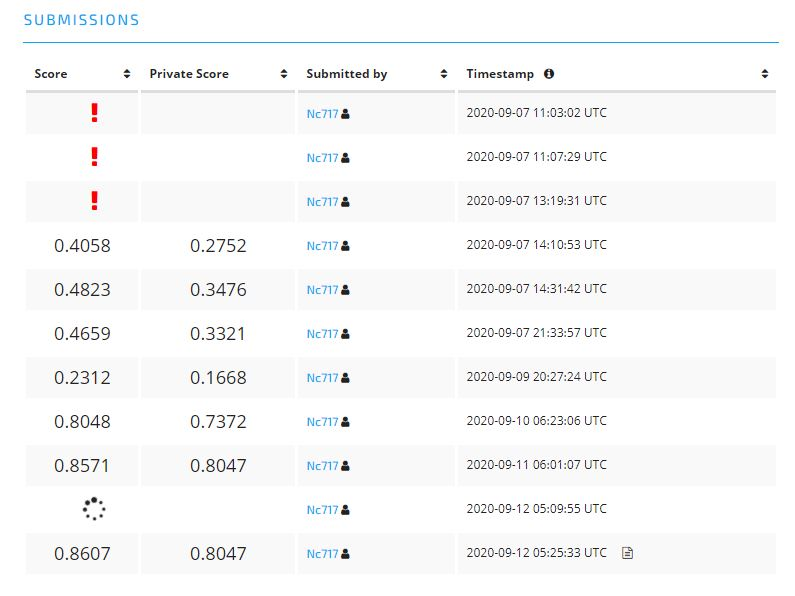 SUBMISSIONS
Score Private Score Submitted by Timestamp
! Nc717 2020-09-07 11:03:02 UTC
! Nc717 2020-09-07 11:07:29 UTC
! Nc717 2020-09-07 13:19:31 UTC
0.4058 0.2752 Nc717 2020-09-07 14:10:53 UTC
0.4823 0.3476 Nc717 2020-09-07 14:31:42 UTC
0.4659 0.3321 Nc717 2020-09-07 21:33:57 UTC
0.2312 0.1668 Nc717 2020-09-09 20:27:24 UTC
0.8048 0.7372 Nc717 2020-09-10 06:23:06 UTC
0.8571 0.8047 Nc717 2020-09-11 06:01:07 UTC
Nc717 2020-09-12 05:09:55 UTC
0.8607 0.8047 Nc717 2020-09-12 05:25:33 UTC